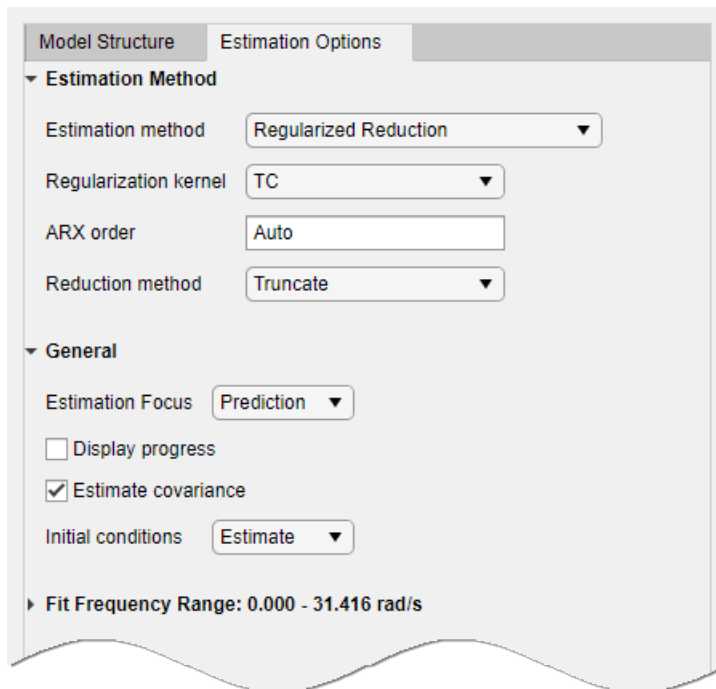 Model Structure Estimation Options
Estimation Method
Estimation method Regularized Reduction
Regularization kernel TC
ARX order Auto
Reduction method Truncate
General
Estimation Focus Prediction
Display progress
Estimate covariance
Initial conditions Estimate
Fit Frequency Range: 0.000 - 31.416 rad/s